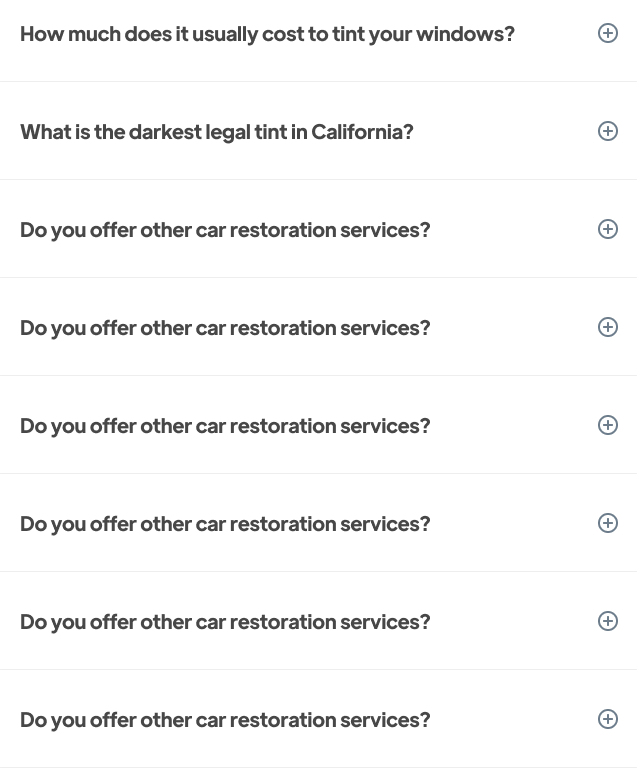 How much does it usually cost to tint your windows?
What is the darkest legal tint in California?
Do you offer other car restoration services?
Do you offer other car restoration services?
Do you offer other car restoration services?
Do you offer other car restoration services?
Do you offer other car restoration services?
Do you offer other car restoration services?